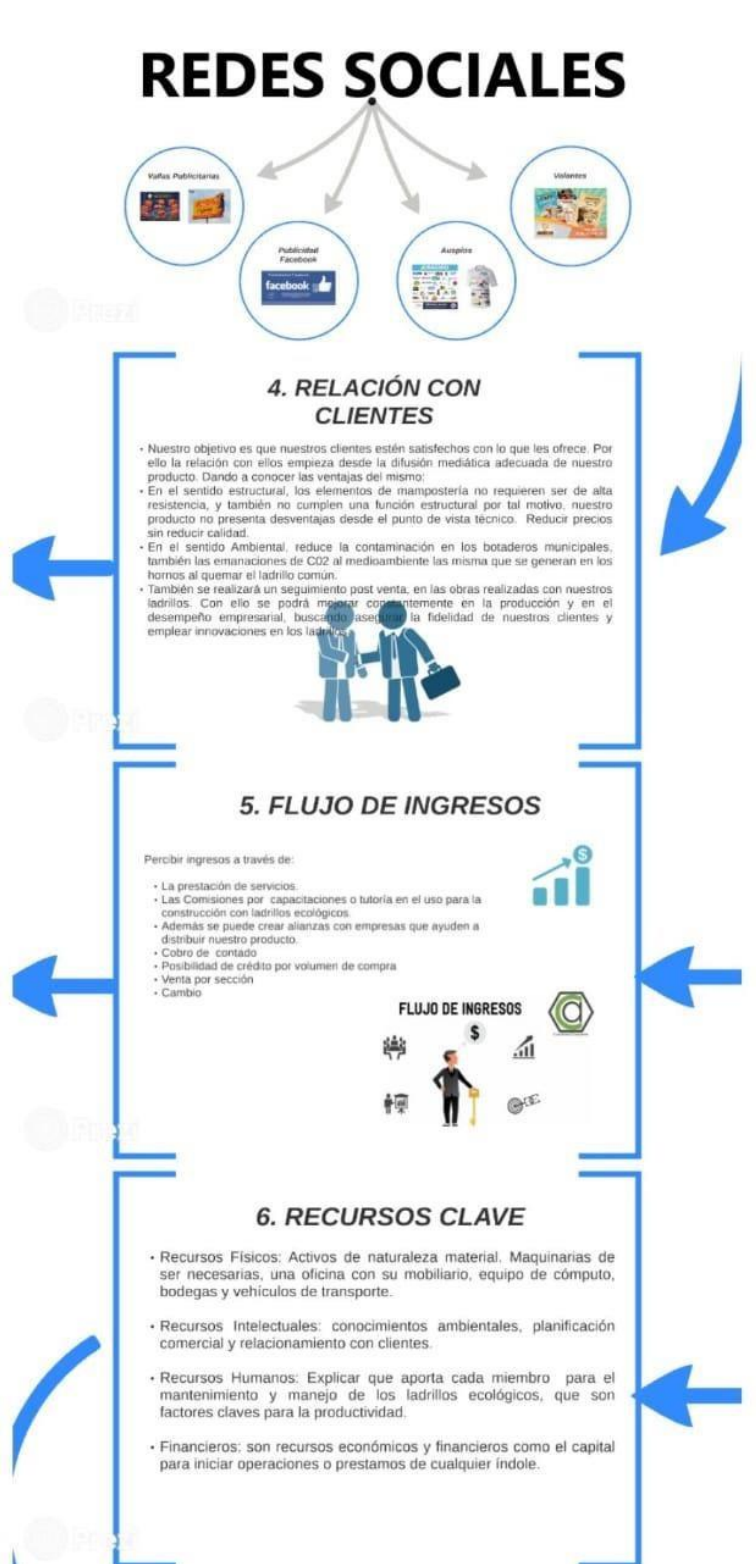 REDES SOCIALES
Vallas Publicitarias
Volantes
Publicidad
Facebook
facebook
Auspios
Prezi
4. RELACIÓN CON
CLIENTES
• Nuestro objetivo es que nuestros clientes estén satisfechos con lo que les ofrece. Por
ello la relación con ellos empieza desde la difusión mediática adecuada de nuestro
producto. Dando a conocer las ventajas del mismo:
• En el sentido estructural, los elementos de mampostería no requieren ser de alta
resistencia, y también no cumplen una función estructural por tal motivo, nuestro
producto no presenta desventajas desde el punto de vista técnico. Reducir precios
sin reducir calidad.
• En el sentido Ambiental, reduce la contaminación en los botaderos municipales,
también las emanaciones de C02 al medioambiente las misma que se generan en los
hornos al quemar el ladrillo común.
• También se realizará un seguimiento post venta, en las obras realizadas con nuestros
ladrillos. Con ello se podrá mejorar constantemente en la producción y en el
desempeño empresarial, buscando asegurar la fidelidad de nuestros clientes y
emplear innovaciones en los ladrillos.
Prezi
5. FLUJO DE INGRESOS
$
Percibir ingresos a través de:
• La prestación de servicios.
• Las Comisiones por capacitaciones o tutoría en el uso para la
construcción con ladrillos ecológicos.
• Además se puede crear alianzas con empresas que ayuden a
distribuir nuestro producto.
• Cobro de contado
• Posibilidad de crédito por volumen de compra
• Venta por sección
• Cambio
FLUJO DE INGRESOS
$
Prezi
6. RECURSOS CLAVE
• Recursos Físicos: Activos de naturaleza material. Maquinarias de
ser necesarias, una oficina con su mobiliario, equipo de cómputo,
bodegas y vehículos de transporte.
• Recursos Intelectuales: conocimientos ambientales, planificación
comercial y relacionamiento con clientes.
• Recursos Humanos: Explicar que aporta cada miembro para el
mantenimiento y manejo de los ladrillos ecológicos, que son
factores claves para la productividad.
• Financieros: son recursos económicos y financieros como el capital
para iniciar operaciones o prestamos de cualquier índole.
Prezi